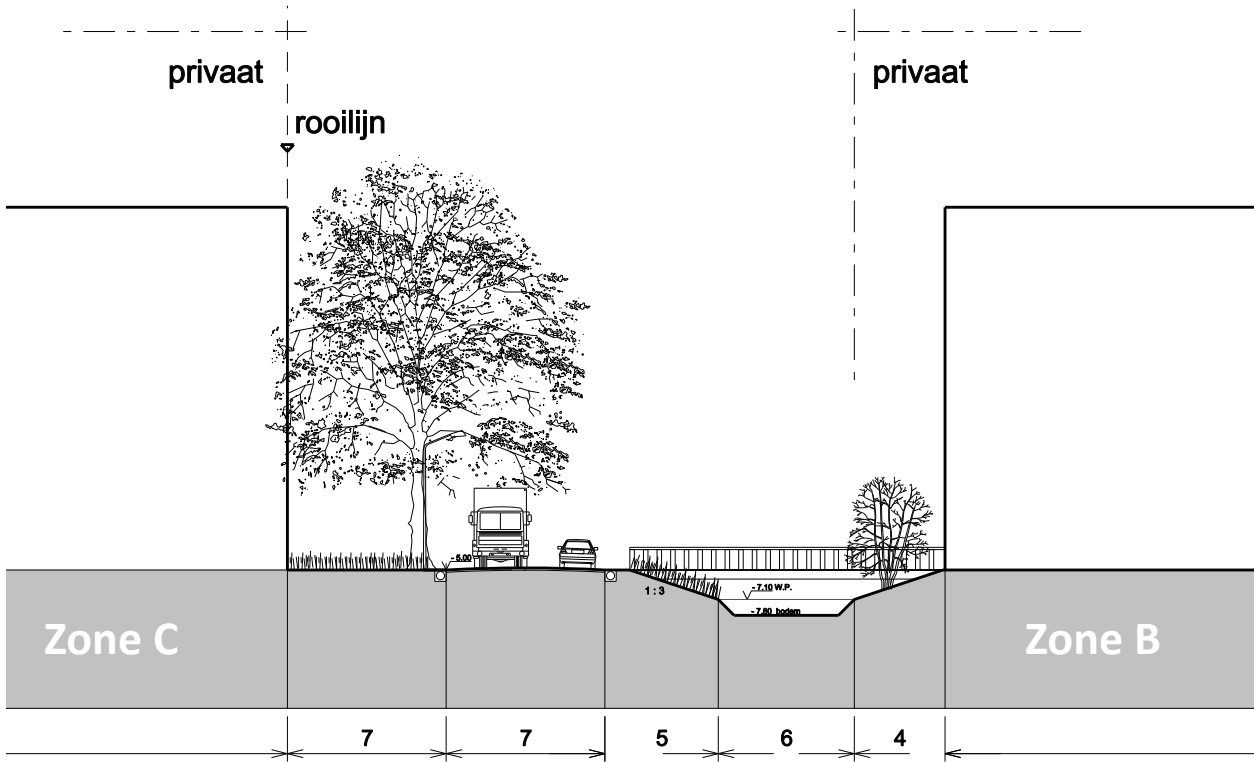 privaat
privaat
rooilijn
- 5.00
- 7.10 W.P.
1 : 3
- 7.80 bodem
Zone C
Zone B
7
7
5
6
4